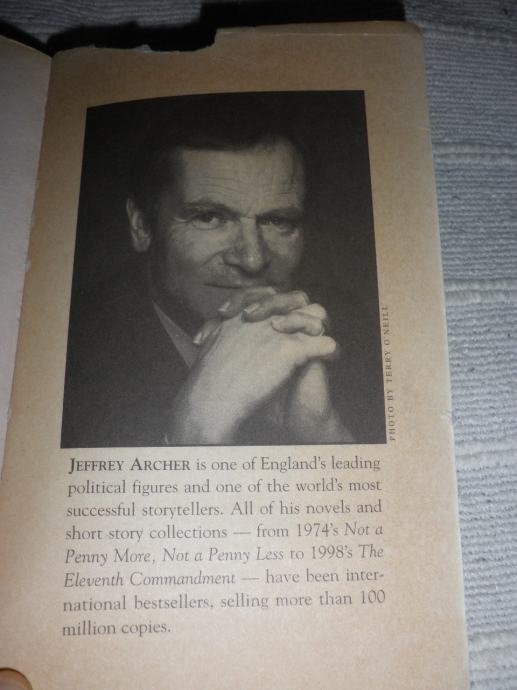 PHOTO BY TERRY O'NEILL
JEFFREY ARCHER is one of England's leading
political figures and one of the world's most
successful storytellers. All of his novels and
short-story collections — from 1974's Not a
Penny More, Not a Penny Less to 1998's The
Eleventh Commandment — have been inter-
national bestsellers, selling more than 100
million copies.